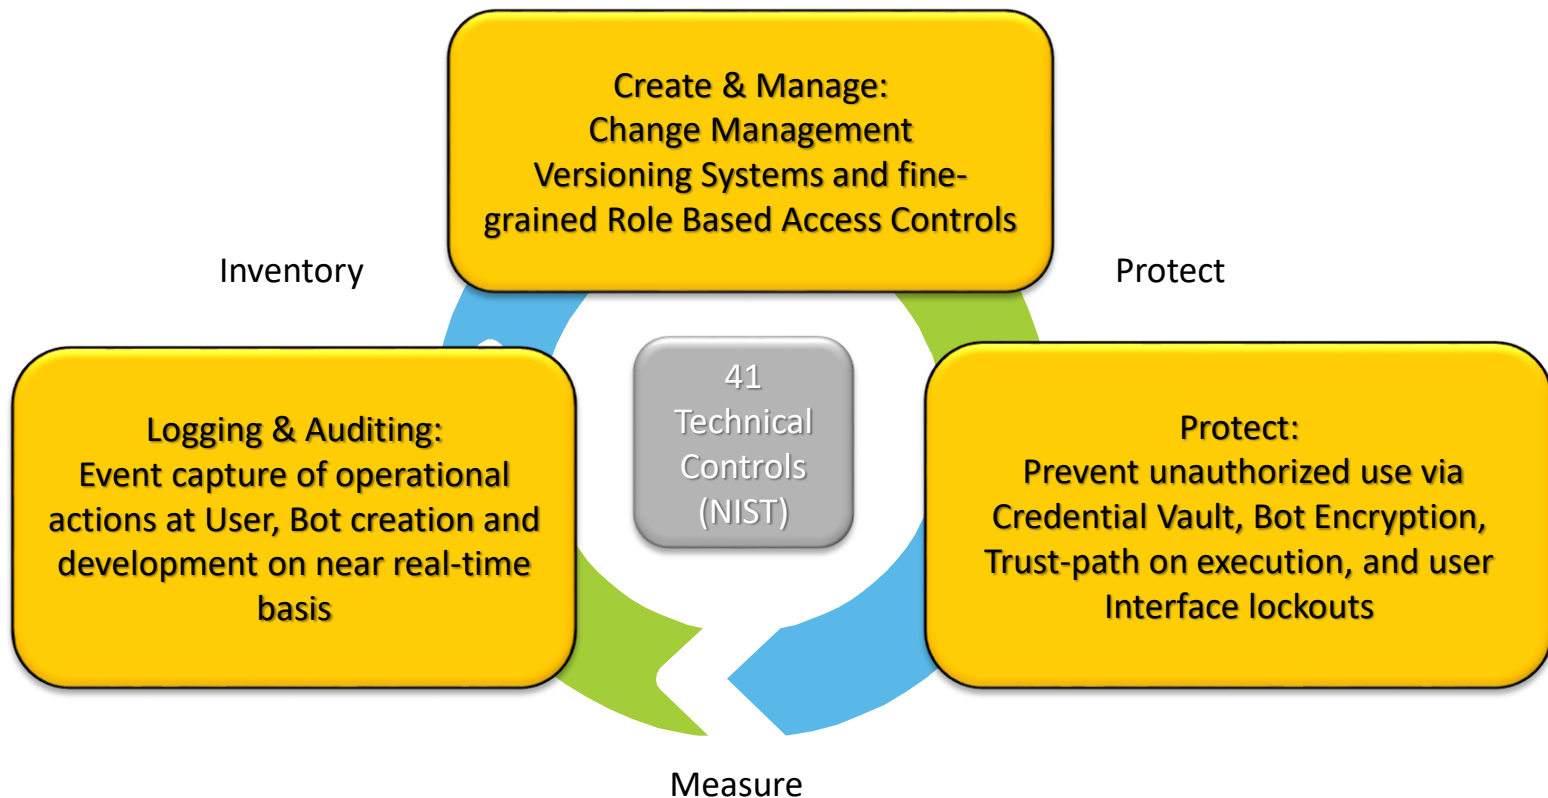 Create & Manage:
Change Management
Versioning Systems and fine-
grained Role Based Access Controls
Inventory
Protect
41
Technical
Controls
(NIST)
Logging & Auditing:
Event capture of operational
actions at User, Bot creation and
development on near real-time
basis
Protect:
Prevent unauthorized use via
Credential Vault, Bot Encryption,
Trust-path on execution, and user
Interface lockouts
Measure